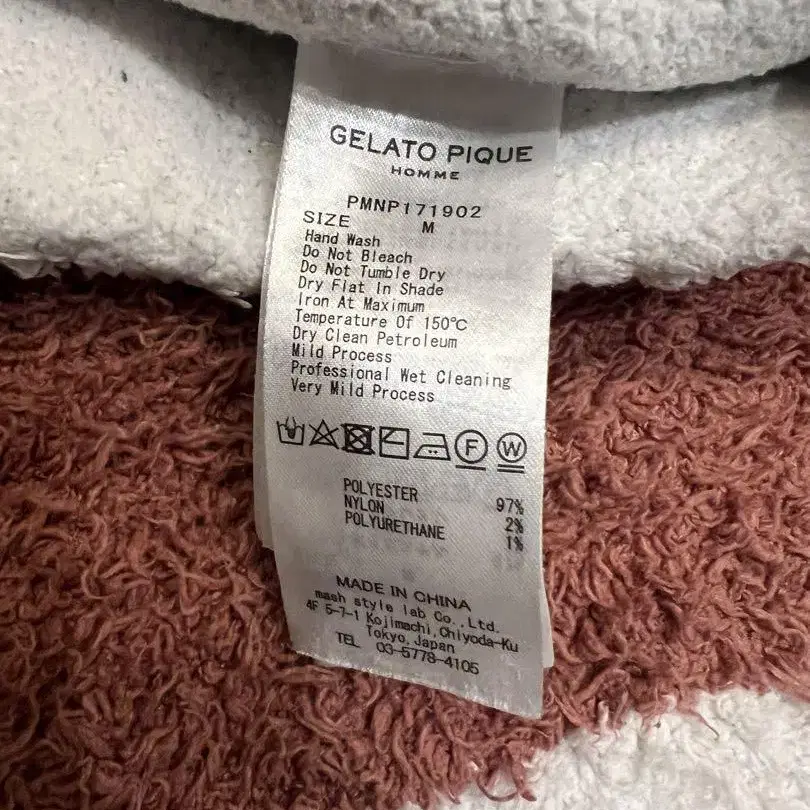 GELATO PIQUE
HOMME
PMNP171902
SIZE M
Hand Wash
Do Not Bleach
Do Not Tumble Dry
Dry Flat In Shade
Iron At Maximum
Temperature Of 150℃
Dry Clean Petroleum
Mild Process
Professional Wet Cleaning
Very Mild Process
F W
POLYESTER 97%
NYLON 2%
POLYURETHANE 1%
MADE IN CHINA
mash style lab Co.,Ltd.
4F 5-7-1 Kojimachi,Chiyoda-Ku
Tokyo,Japan
TEL 03-5778-4105